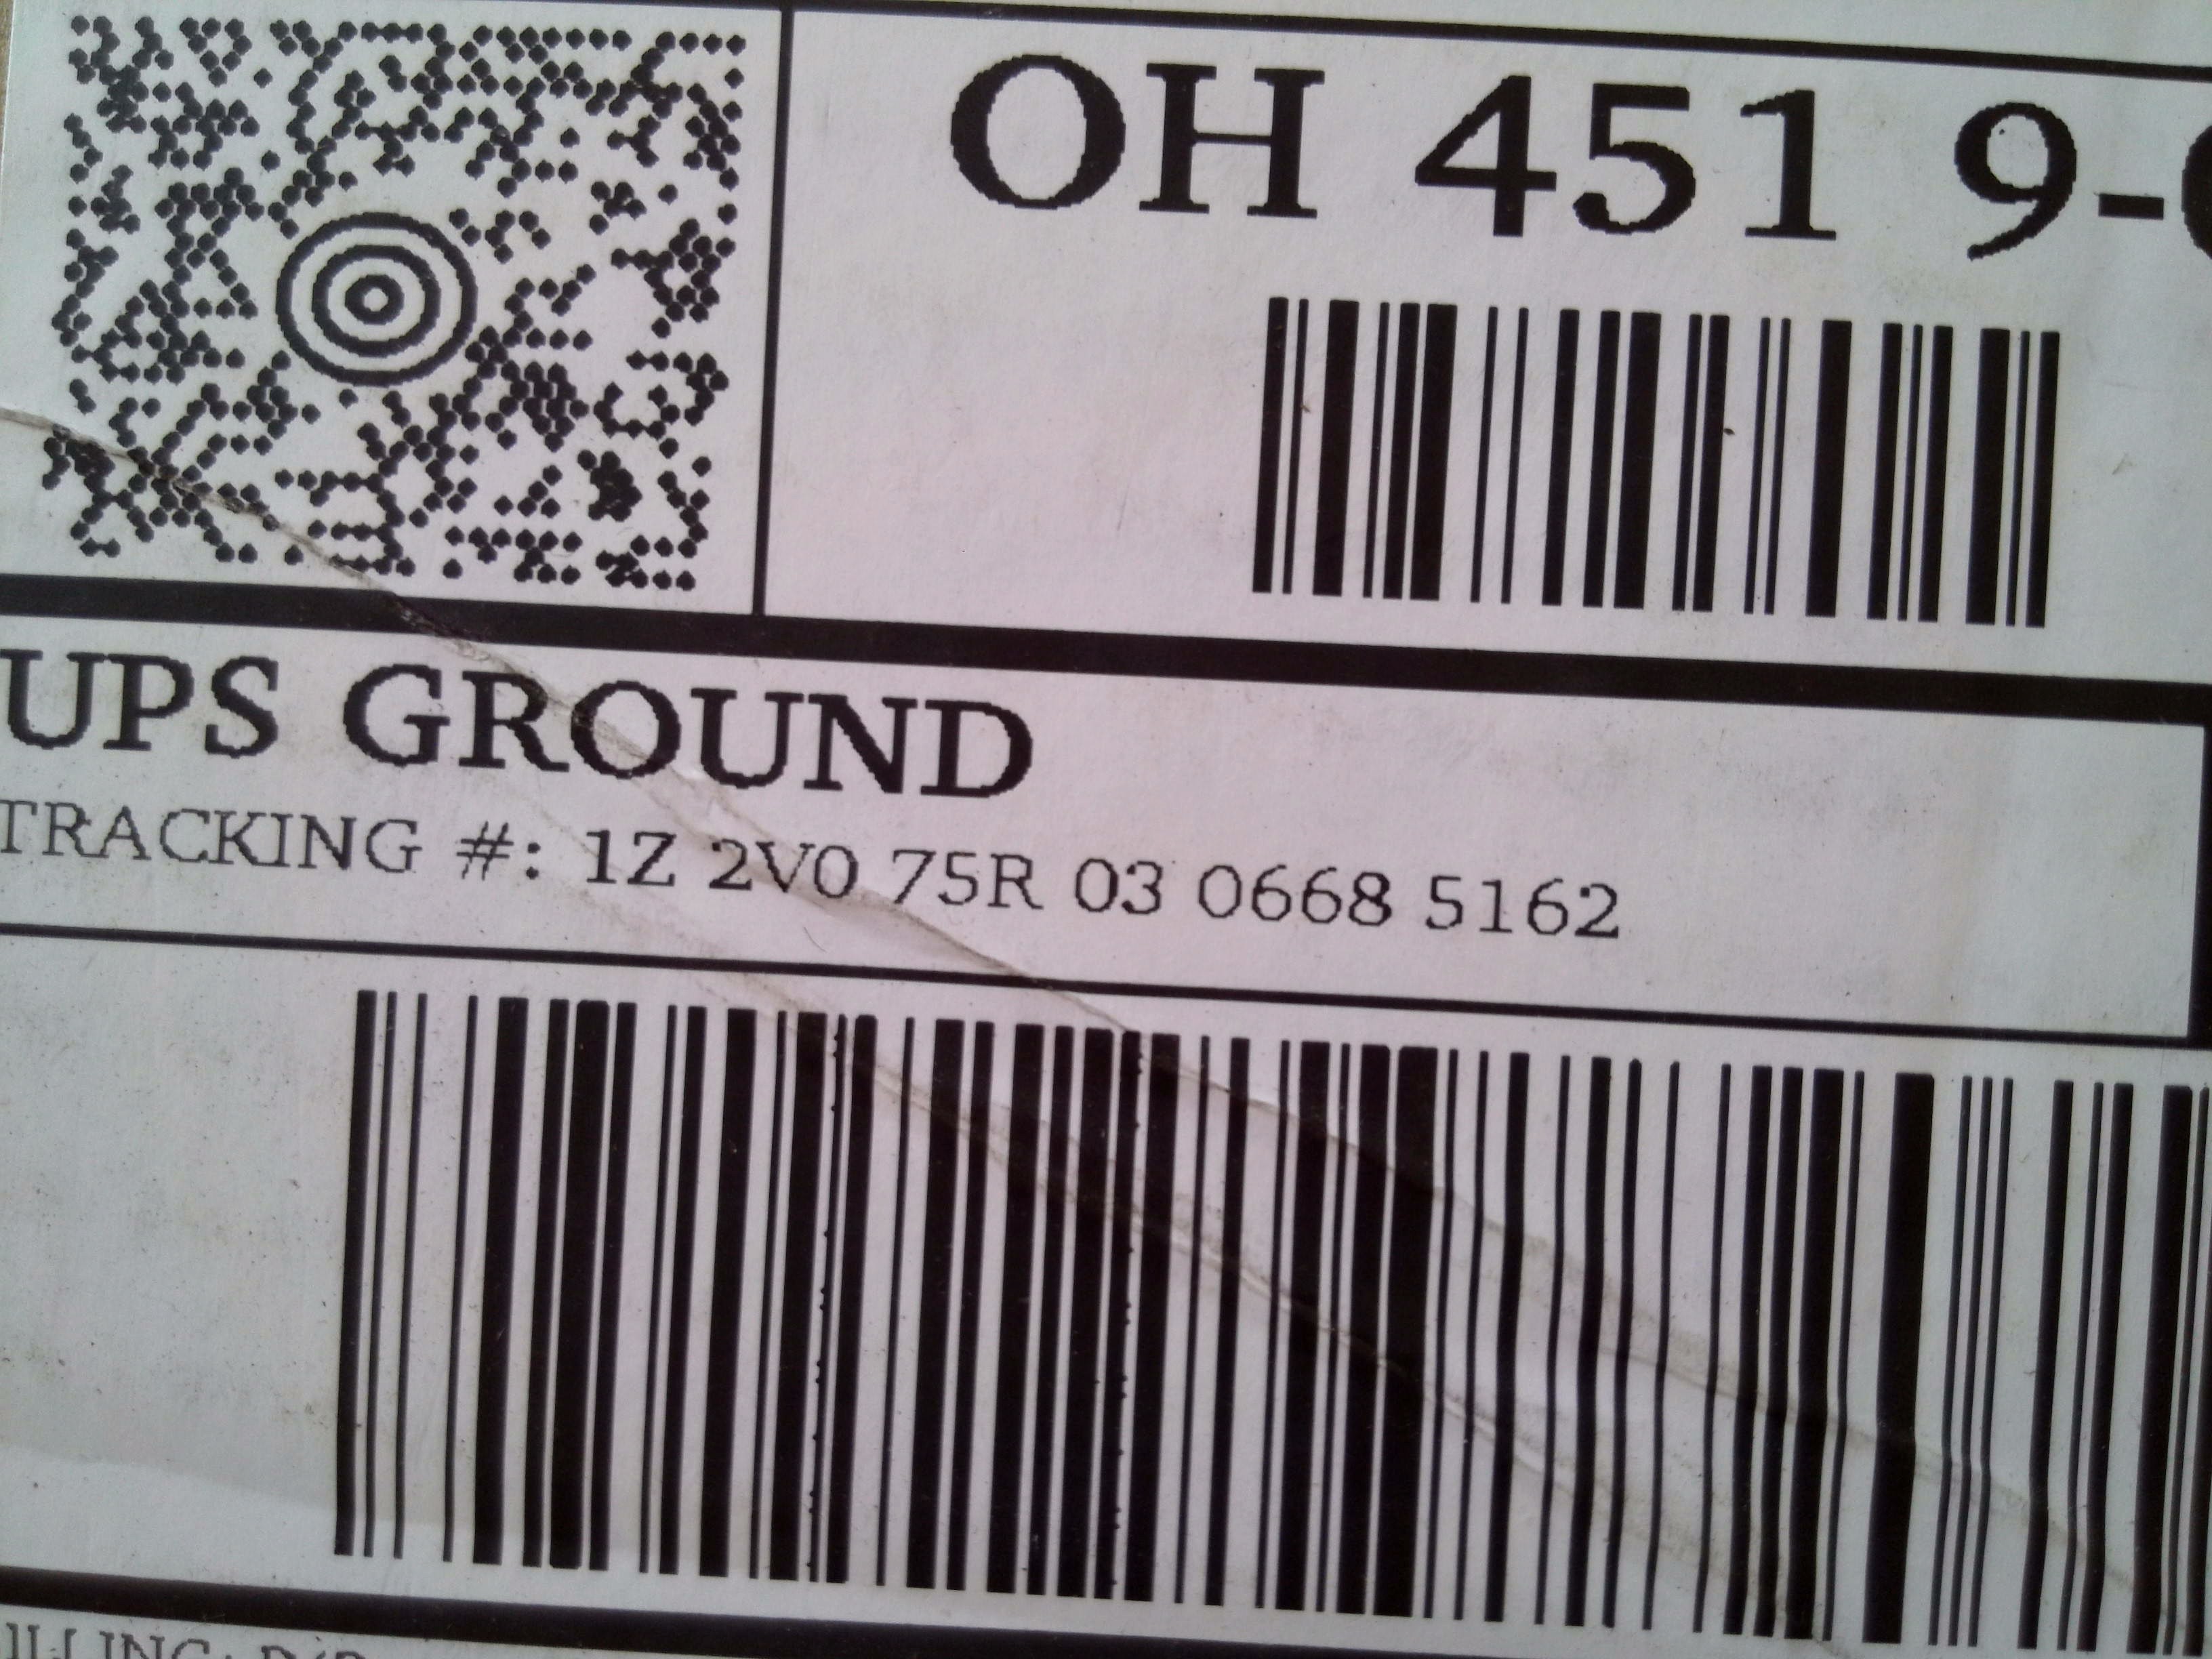 OH 451 9-
UPS GROUND
TRACKING #: 1Z 2V0 75R 03 0668 5162